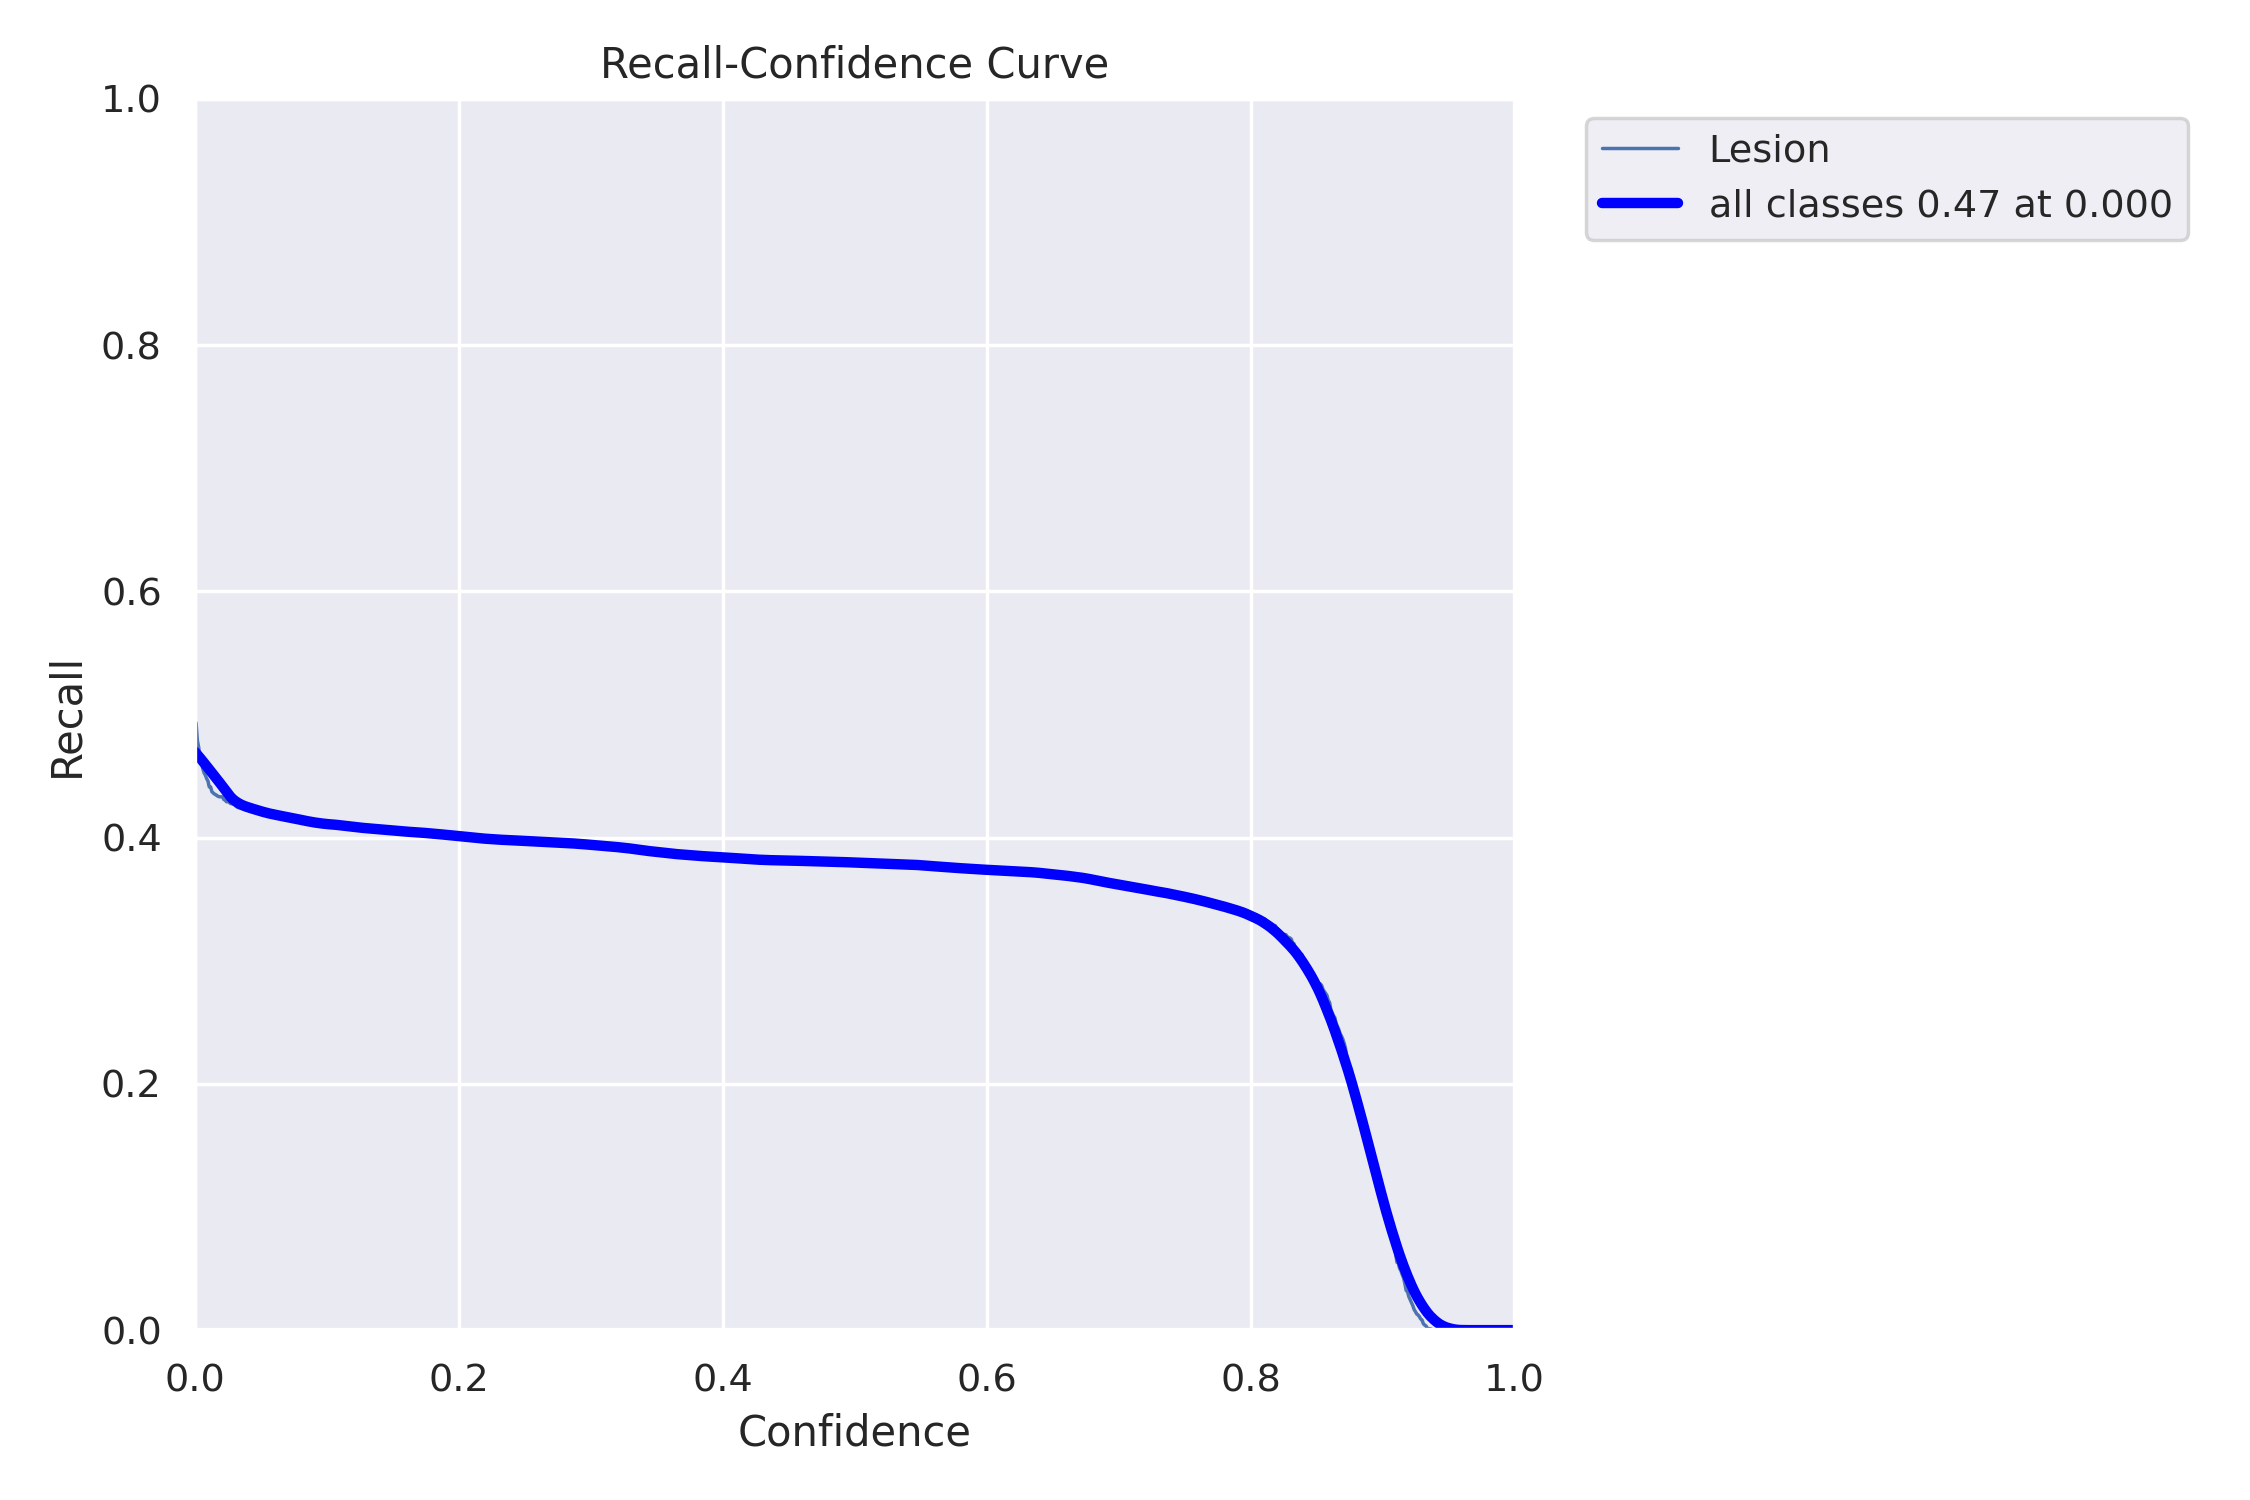 Recall-Confidence Curve
1.0
0.8
0.6
0.4
0.2
0.0
Recall
0.0 0.2 0.4 0.6 0.8 1.0
Confidence
Lesion
all classes 0.47 at 0.000